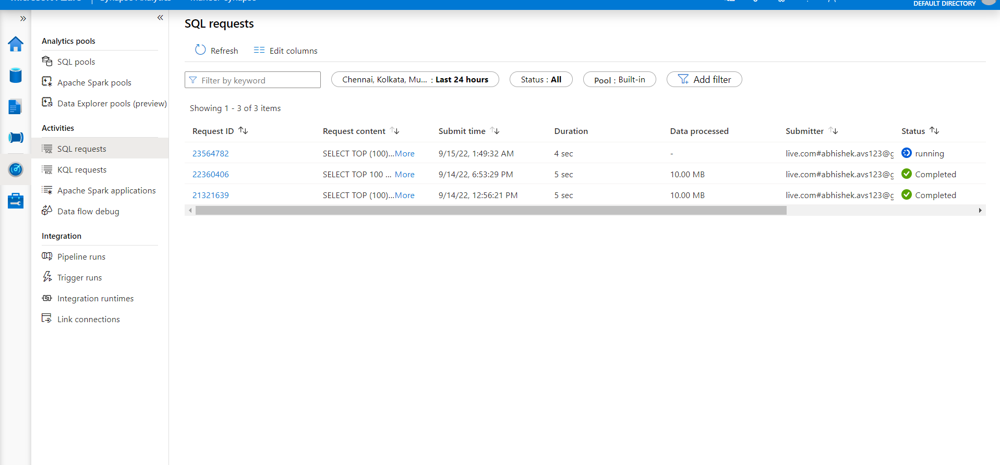 DEFAULT DIRECTORY
Analytics pools
SQL pools
Apache Spark pools
Data Explorer pools (preview)
Activities
SQL requests
KQL requests
Apache Spark applications
Data flow debug
Integration
Pipeline runs
Trigger runs
Integration runtimes
Link connections
SQL requests
Refresh Edit columns
Filter by keyword Chennai, Kolkata, Mu... : Last 24 hours Status : All Pool : Built-in Add filter
Showing 1 - 3 of 3 items
Request ID Request content Submit time Duration Data processed Submitter Status
23564782 SELECT TOP (100)...More 9/15/22, 1:49:32 AM 4 sec - live.com#abhishek.avs123@g running
22360406 SELECT TOP 100 ... More 9/14/22, 6:53:29 PM 5 sec 10.00 MB live.com#abhishek.avs123@g Completed
21321639 SELECT TOP (100)...More 9/14/22, 12:56:21 PM 5 sec 10.00 MB live.com#abhishek.avs123@g Completed